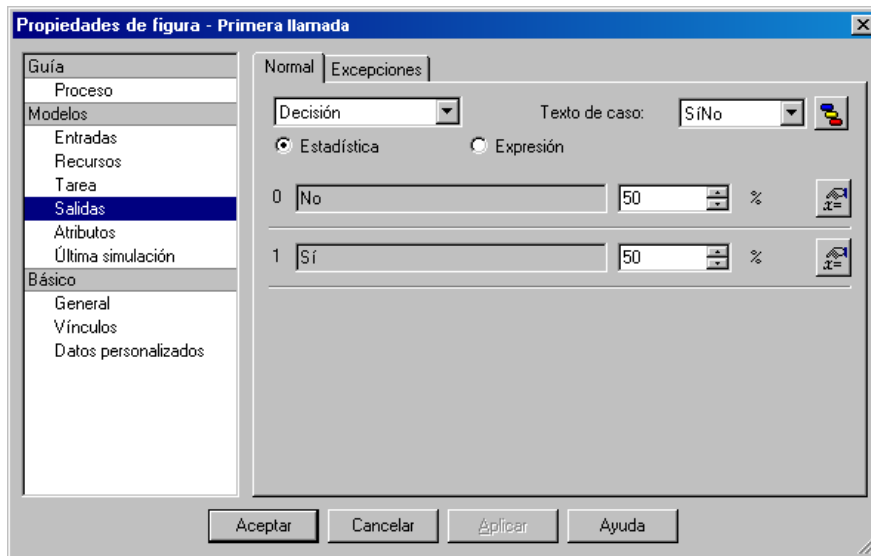 Propiedades de figura - Primera llamada
Guía
Proceso
Modelos
Entradas
Recursos
Tarea
Salidas
Atributos
Última simulación
Básico
General
Vínculos
Datos personalizados
Normal Excepciones
Decisión Texto de caso: SíNo
Estadística Expresión
0 No 50 % x=
1 Sí 50 % x=
Aceptar Cancelar Aplicar Ayuda